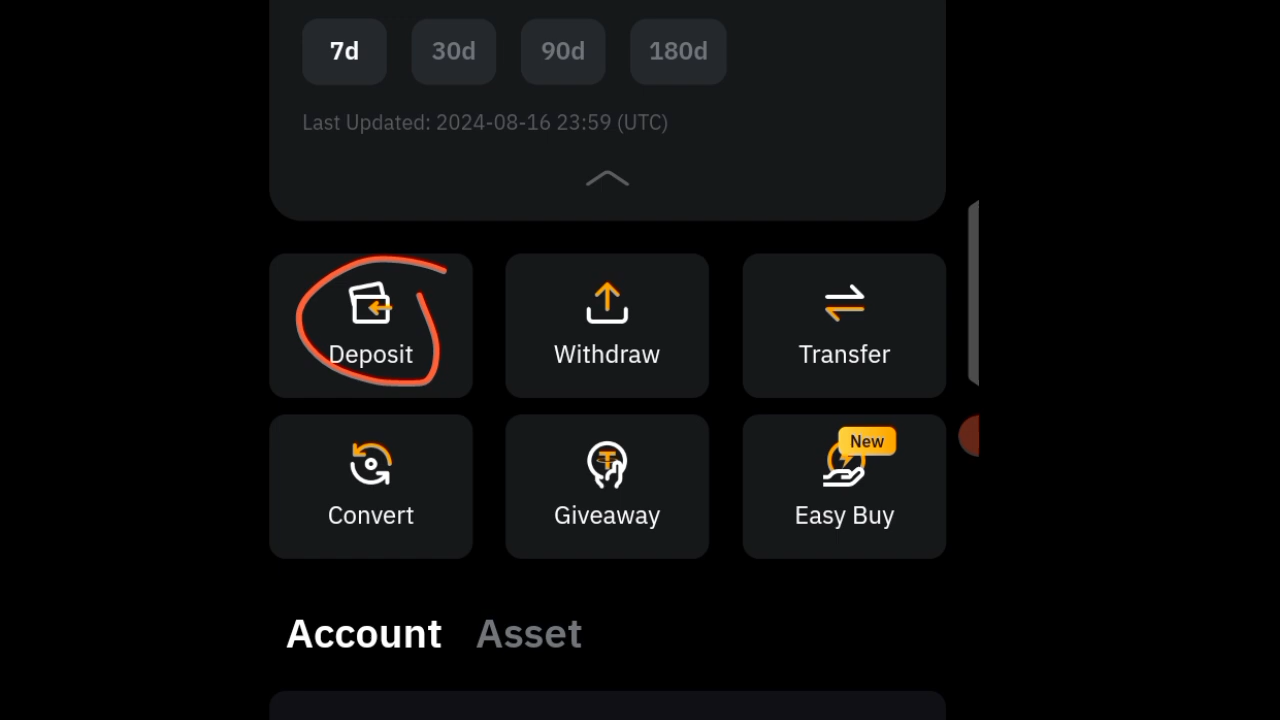 7d 30d 90d 180d
Last Updated: 2024-08-16 23:59 (UTC)
Deposit Withdraw Transfer
New
Convert Giveaway Easy Buy
Account Asset